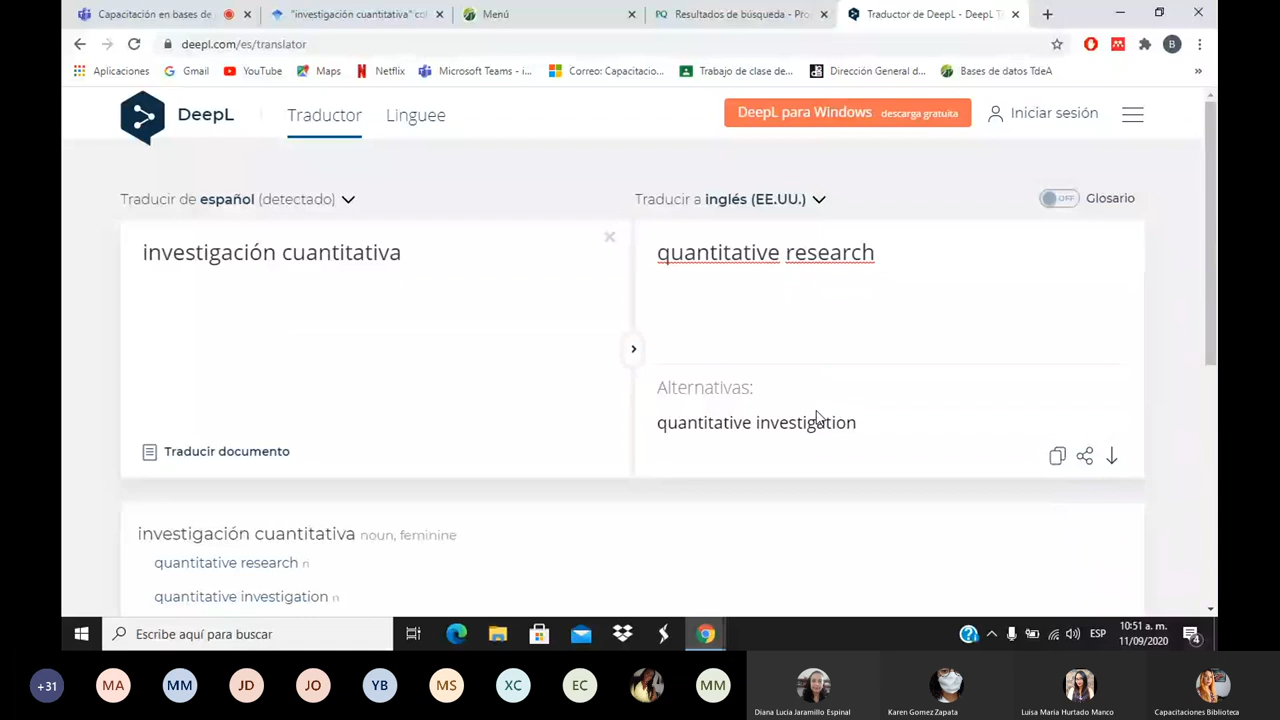 Capacitación en bases de
"investigación cuantitativa" co
Menú
Resultados de búsqueda - Pro
Traductor de DeepL - DeepL T
deepl.com/es/translator
Aplicaciones
Gmail
YouTube
Maps
Netflix
Microsoft Teams - i...
Correo: Capacitacio...
Trabajo de clase de...
Dirección General d...
Bases de datos TdeA
»
DeepL
Traductor
Linguee
DeepL para Windows descarga gratuita
Iniciar sesión
Traducir de español (detectado)
Traducir a inglés (EE.UU.)
OFF
Glosario
investigación cuantitativa
quantitative research
Alternativas:
quantitative investigation
Traducir documento
investigación cuantitativa noun, feminine
quantitative research n
quantitative investigation n
Escribe aquí para buscar
ESP
10:51 a. m.
11/09/2020
4
+31
MA
MM
JD
JO
YB
MS
XC
EC
MM
Diana Lucia Jaramillo Espinal
Karen Gomez Zapata
Luisa Maria Hurtado Manco
Capacitaciones Biblioteca